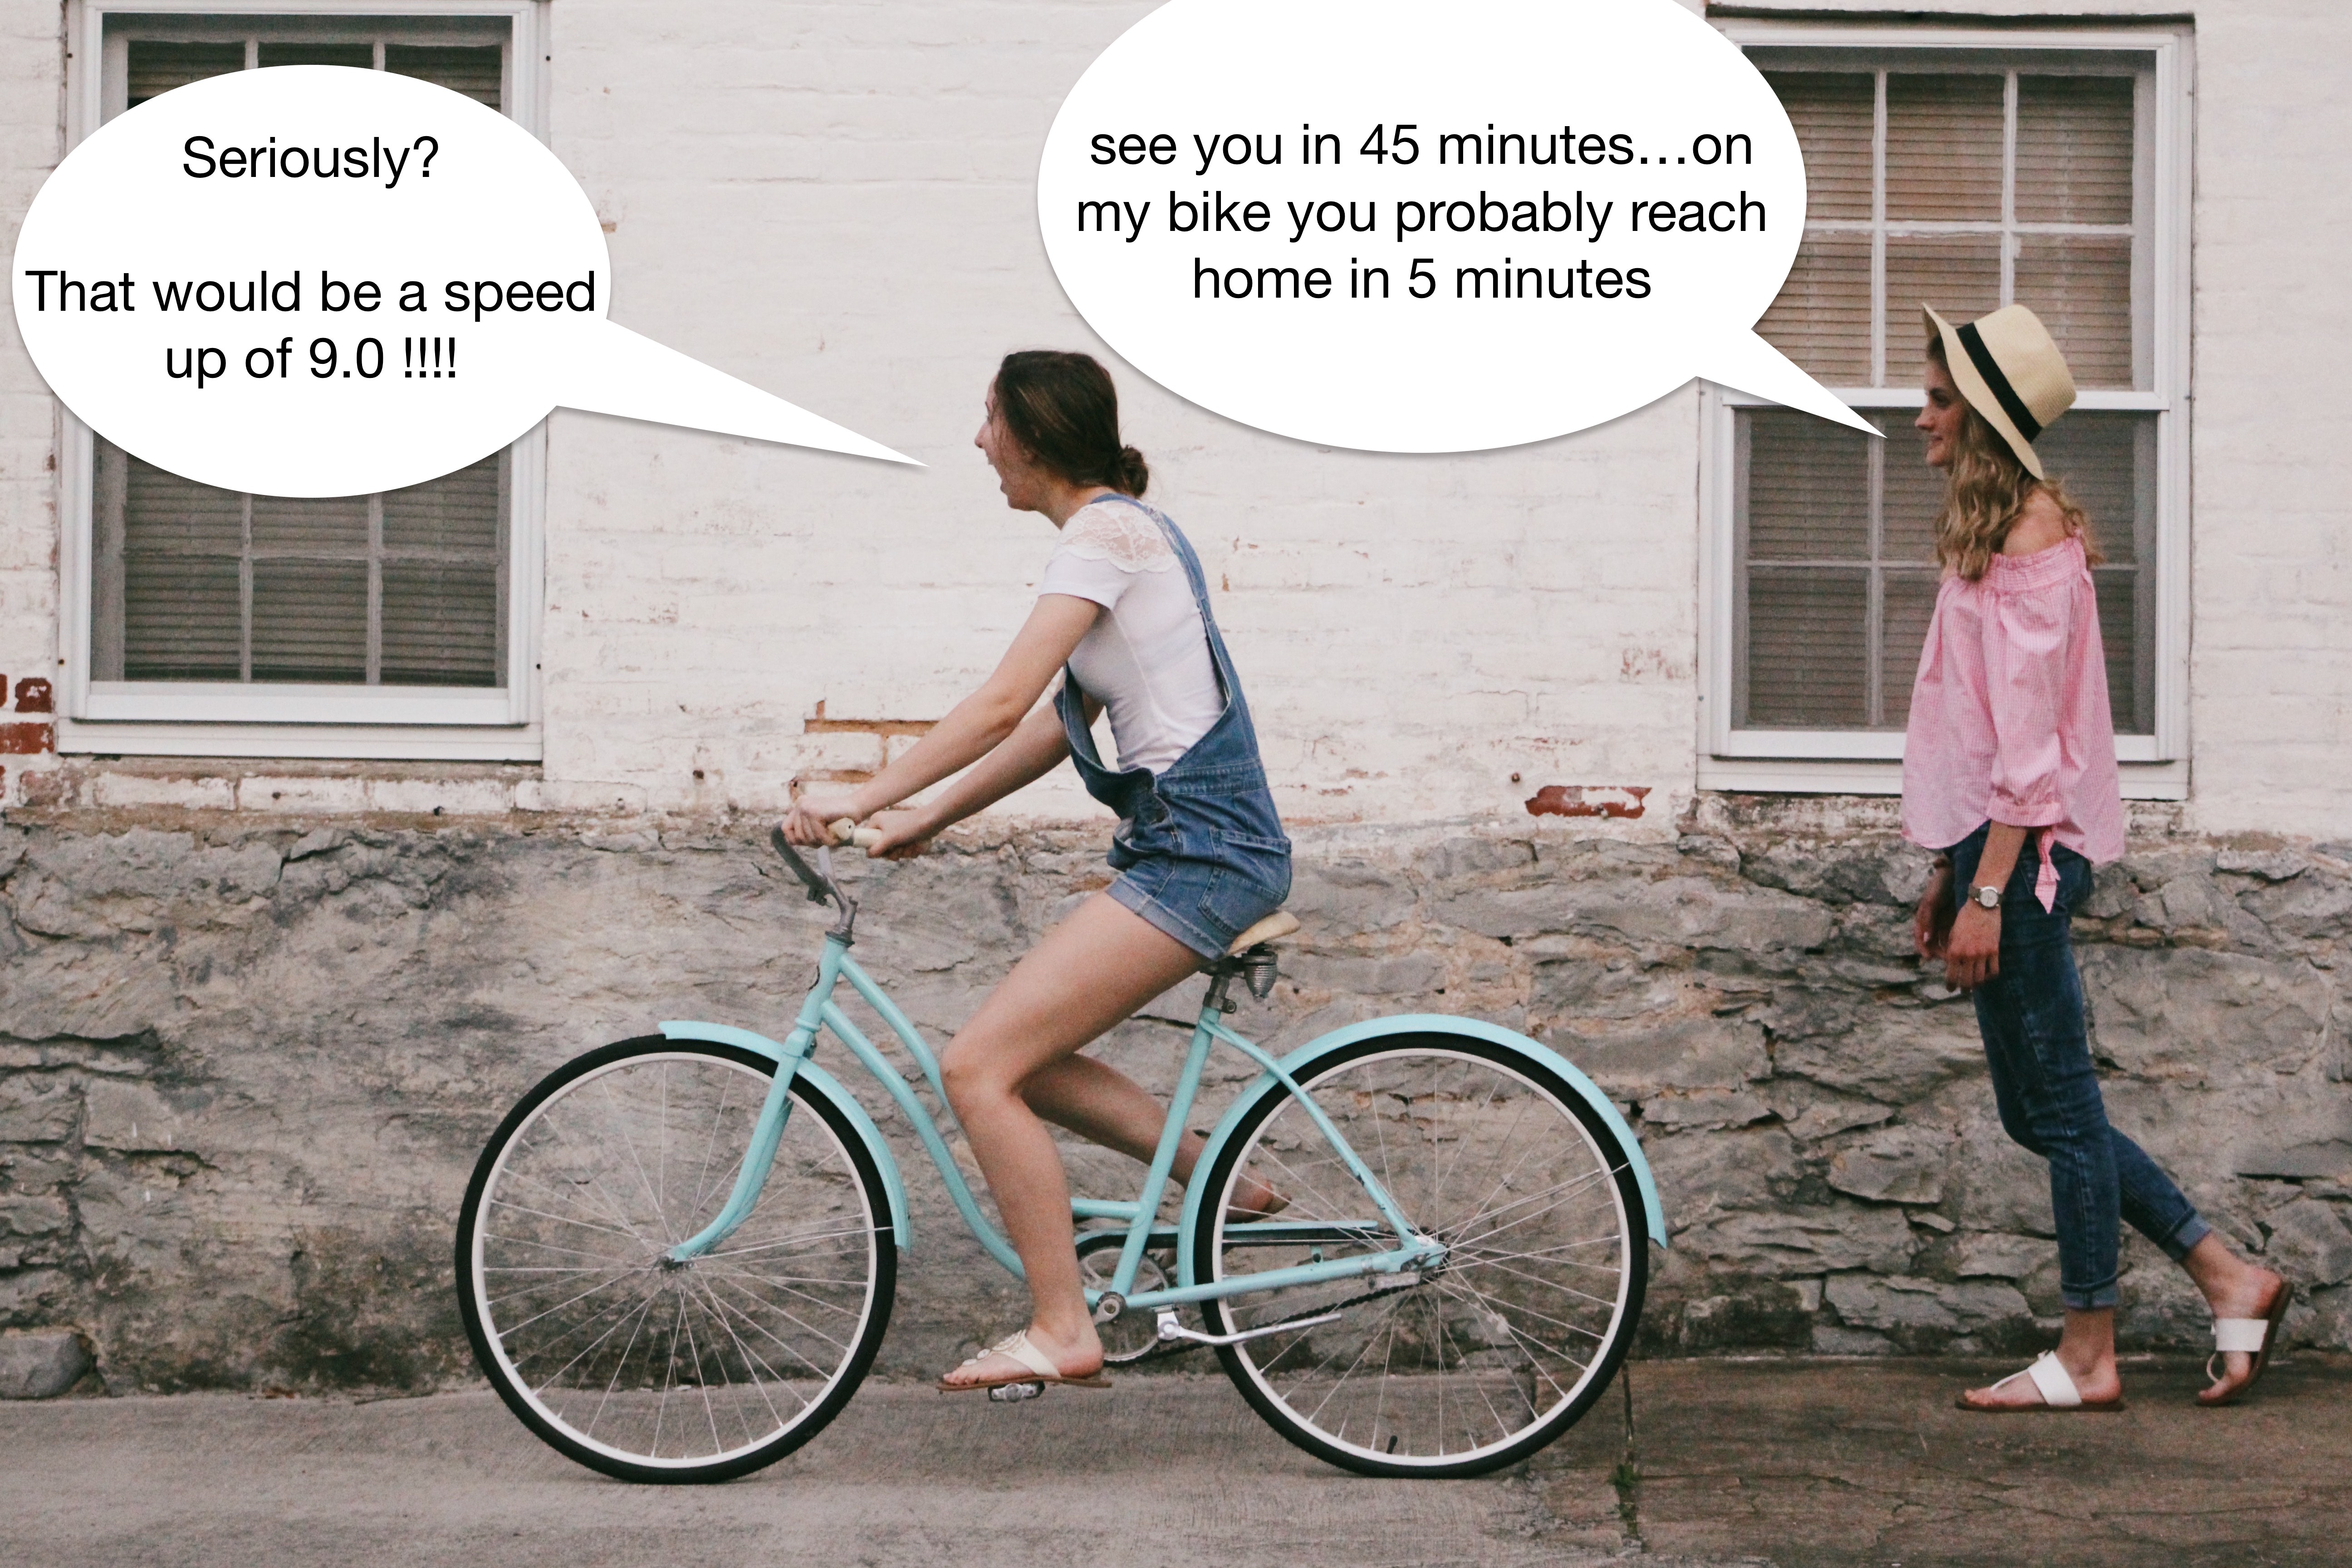 Seriously?
That would be a speed
up of 9.0 !!!!
see you in 45 minutes…on
my bike you probably reach
home in 5 minutes